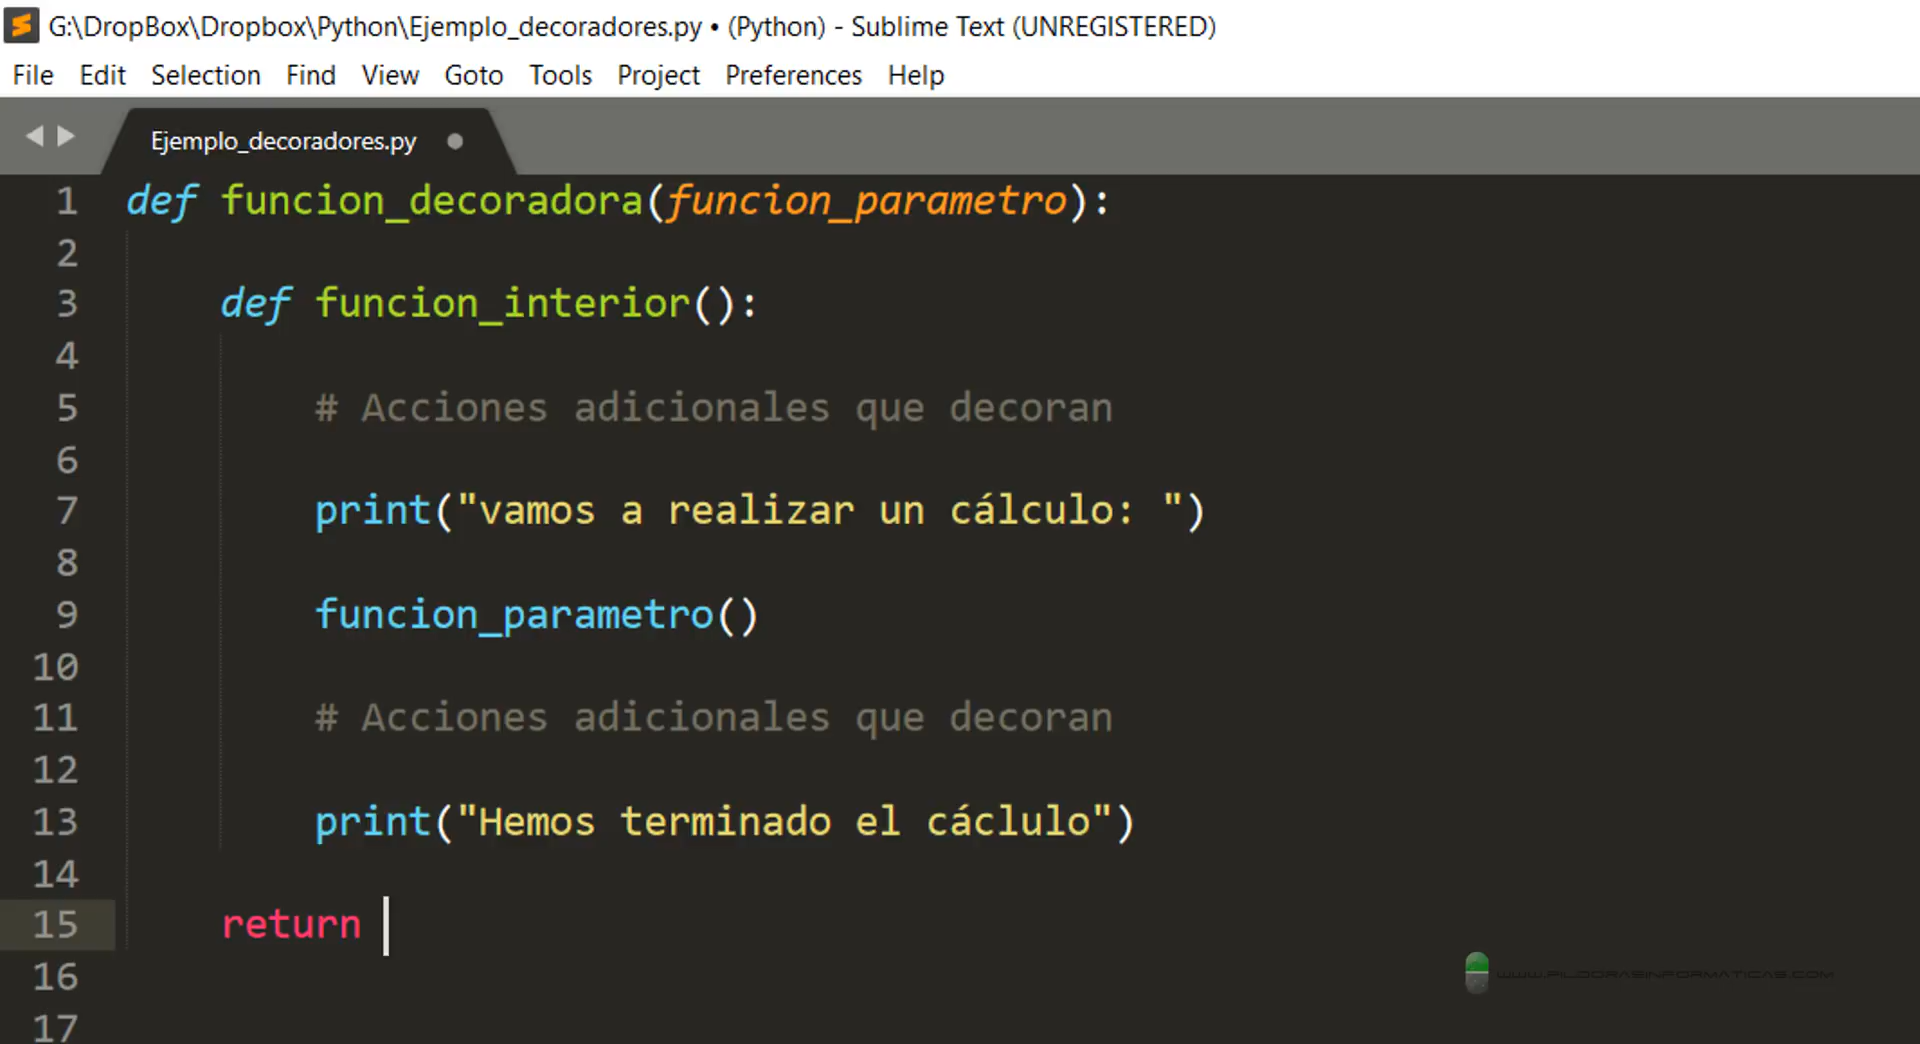 G:\DropBox\Dropbox\Python\Ejemplo_decoradores.py • (Python) - Sublime Text (UNREGISTERED)
File Edit Selection Find View Goto Tools Project Preferences Help
Ejemplo_decoradores.py
1 def funcion_decoradora(funcion_parametro):
2
3 def funcion_interior():
4
5 # Acciones adicionales que decoran
6
7 print("vamos a realizar un cálculo: ")
8
9 funcion_parametro()
10
11 # Acciones adicionales que decoran
12
13 print("Hemos terminado el cáclulo")
14
15 return
16
WWW.PILDORASINFORMATICAS.COM
17